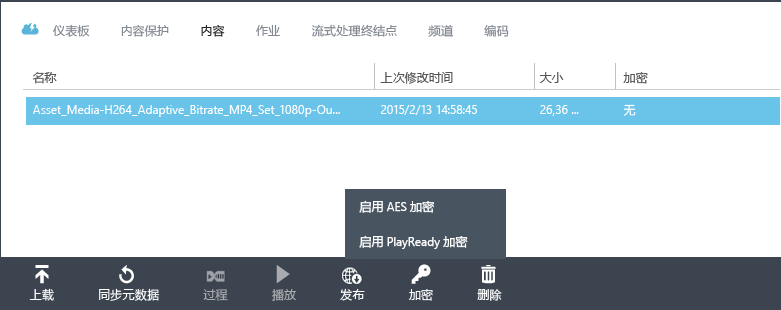 仪表板 内容保护 内容 作业 流式处理终结点 频道 编码
名称 上次修改时间 大小 加密
Asset_Media-H264_Adaptive_Bitrate_MP4_Set_1080p-Ou... 2015/2/13 14:58:45 26,36 ... 无
启用 AES 加密
启用 PlayReady 加密
上载 同步元数据 过程 播放 发布 加密 删除